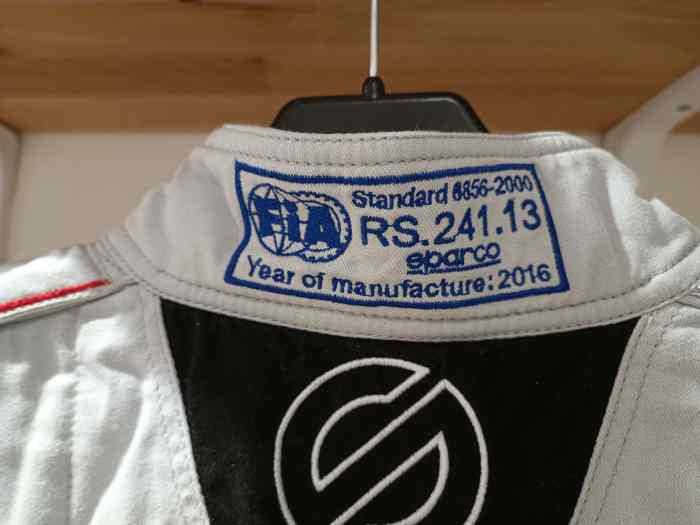 FiA
Standard 8856-2000
RS.241.13
sparco
Year of manufacture: 2016